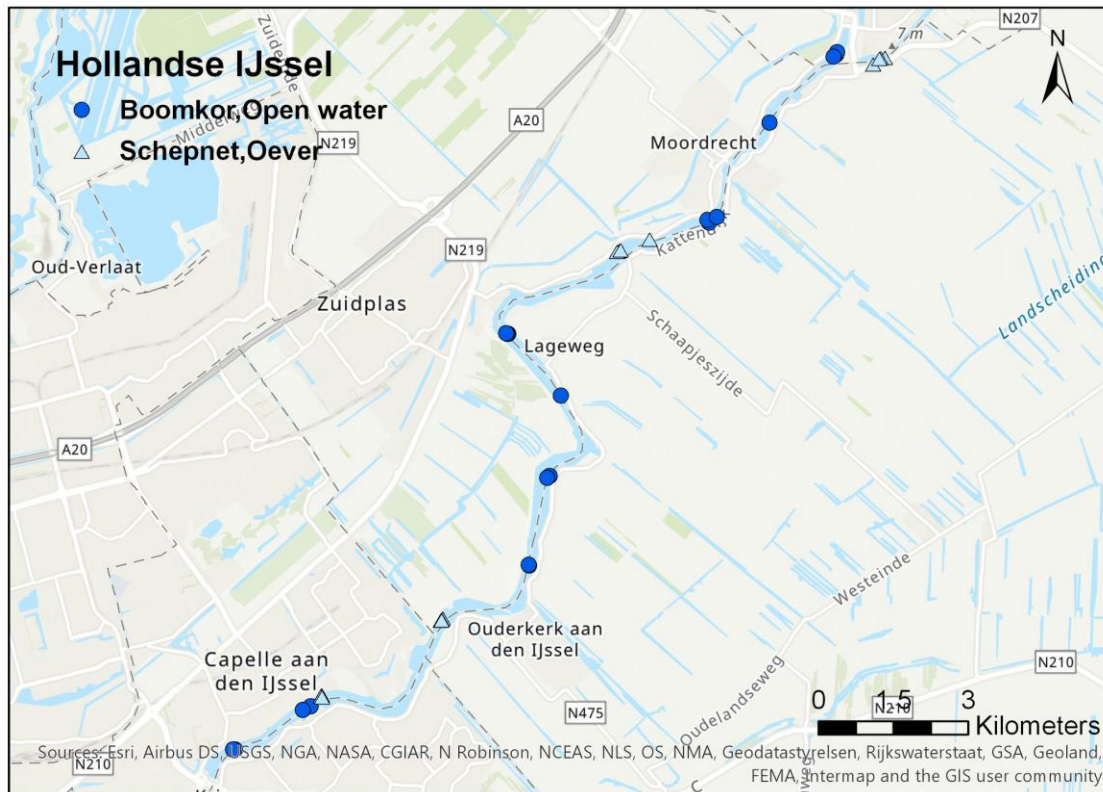 Hollandse IJssel
Boomkor,Open water
Schepnet,Oever
N207
7 m
N
A20
N219
Moordrecht
Oud-Verlaat
N219
Zuidplas
Landscheiding
Lageweg
Schaapjeszijde
A20
Westeinde
Ouderkerk aan
den IJssel
Capelle aan
den IJssel
N210
Oudelandseweg
N475
0 1,5 3
Kilometers
N210
N210
Sources: Esri, Airbus DS, USGS, NGA, NASA, CGIAR, N Robinson, NCEAS, NLS, OS, NMA, Geodatastyrelsen, Rijkswaterstaat, GSA, Geoland,
FEMA, Intermap and the GIS user community